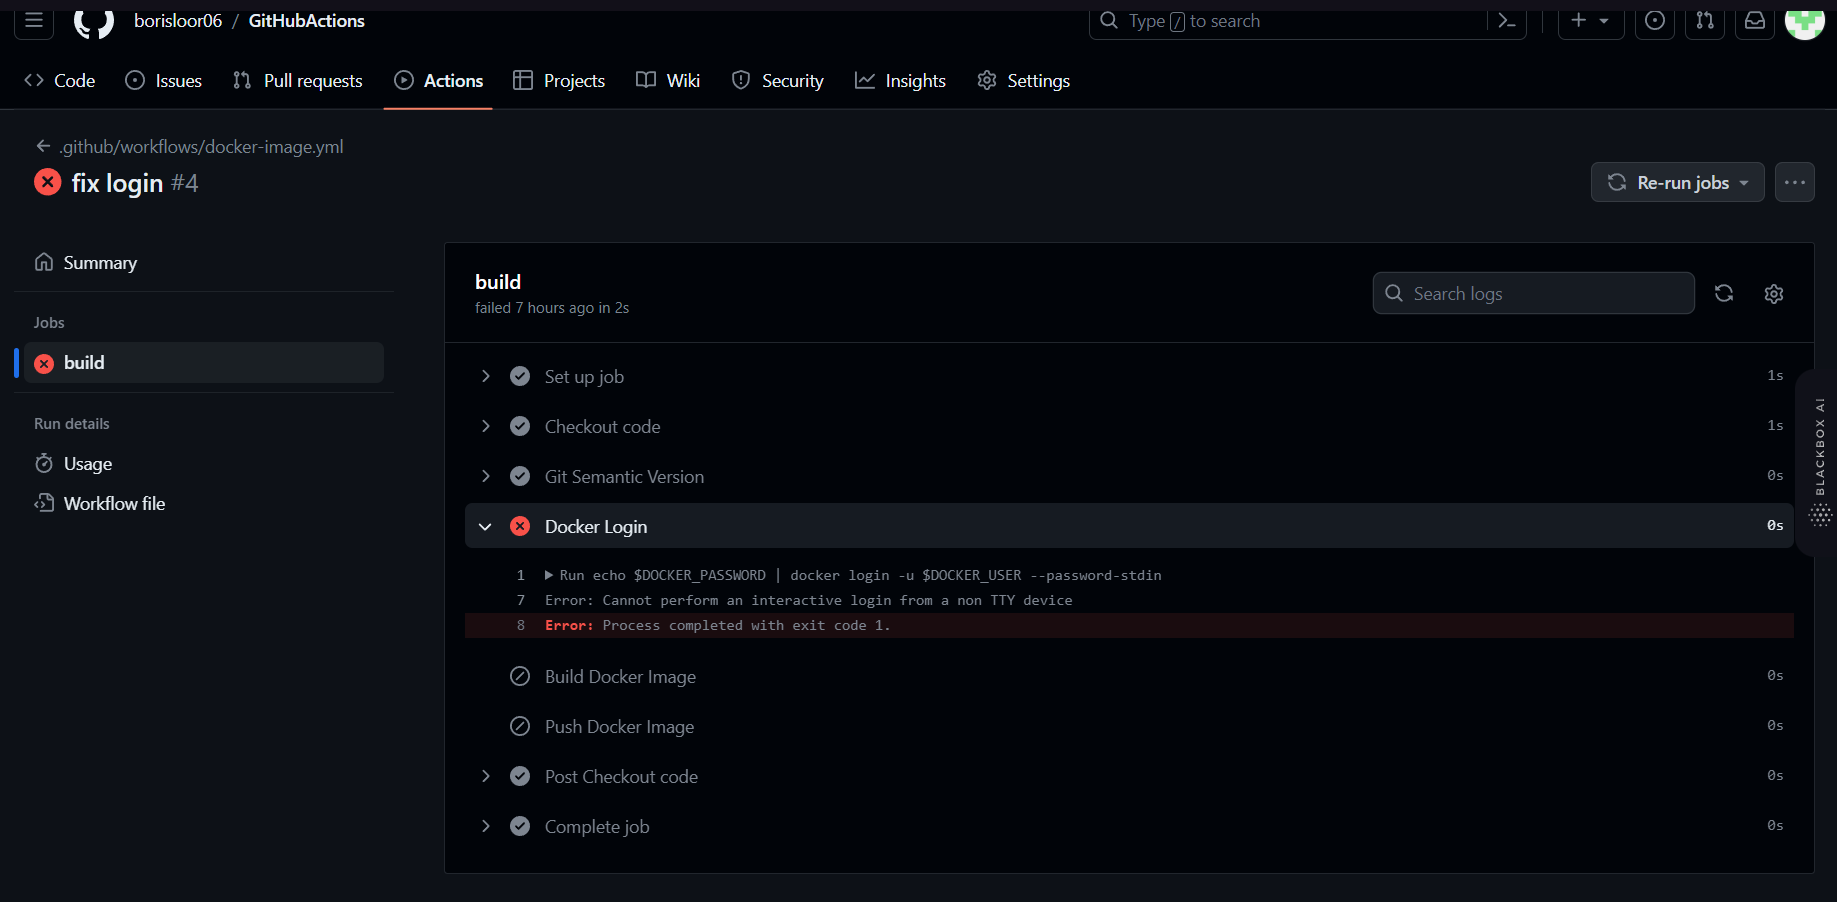 borisloor06 / GitHubActions
Type / to search
Code
Issues
Pull requests
Actions
Projects
Wiki
Security
Insights
Settings
.github/workflows/docker-image.yml
fix login #4
Re-run jobs
Summary
Jobs
build
Run details
Usage
Workflow file
build
failed 7 hours ago in 2s
Search logs
Set up job 1s
Checkout code 1s
Git Semantic Version 0s
Docker Login 0s
1 Run echo $DOCKER_PASSWORD | docker login -u $DOCKER_USER --password-stdin
7 Error: Cannot perform an interactive login from a non TTY device
8 Error: Process completed with exit code 1.
Build Docker Image 0s
Push Docker Image 0s
Post Checkout code 0s
Complete job 0s
BLACKBOX AI